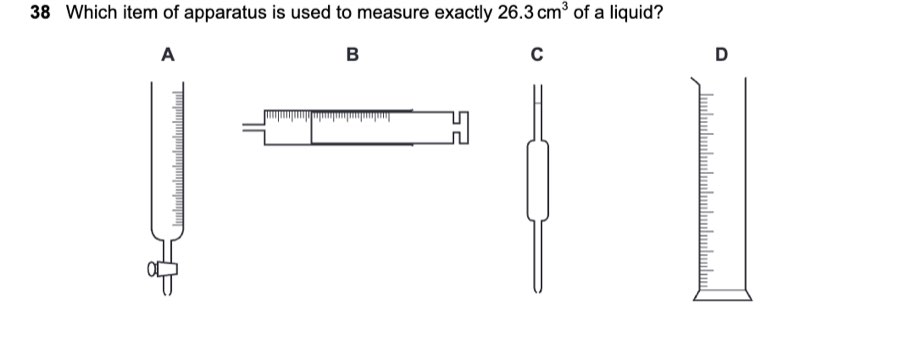 38 Which item of apparatus is used to measure exactly 26.3 cm³ of a liquid?
A B C D